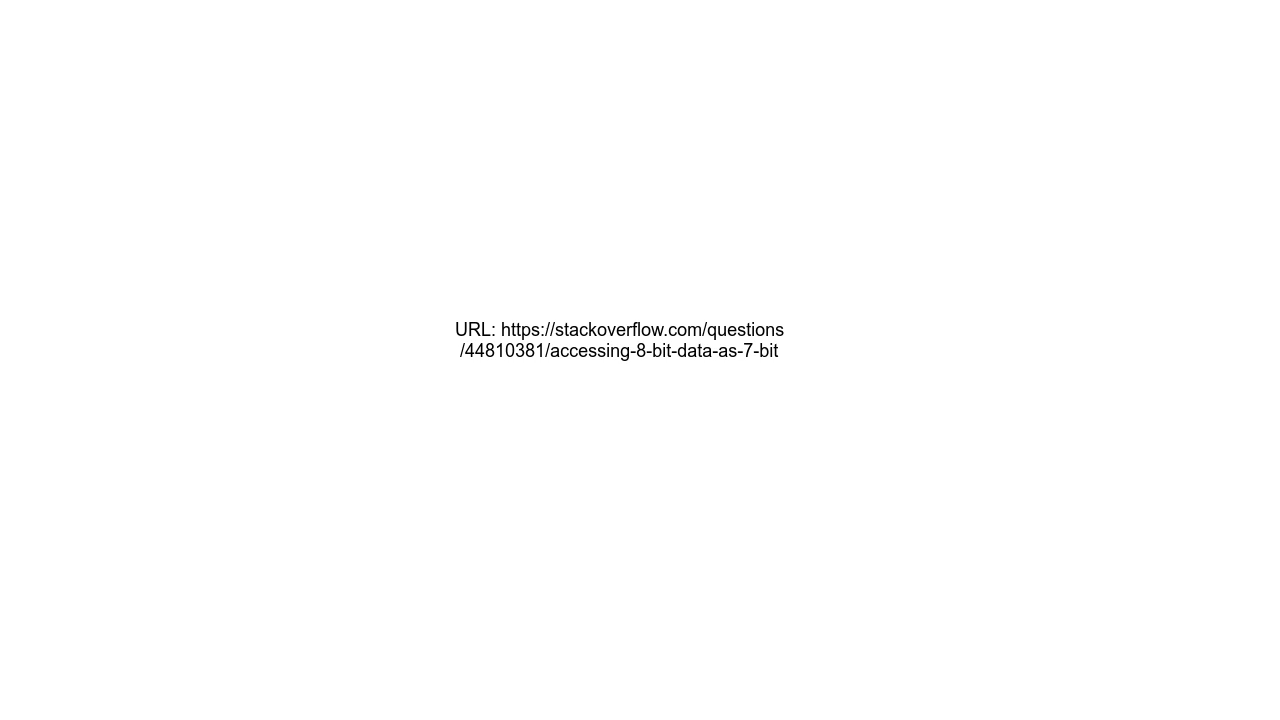 URL: https://stackoverflow.com/questions
/44810381/accessing-8-bit-data-as-7-bit